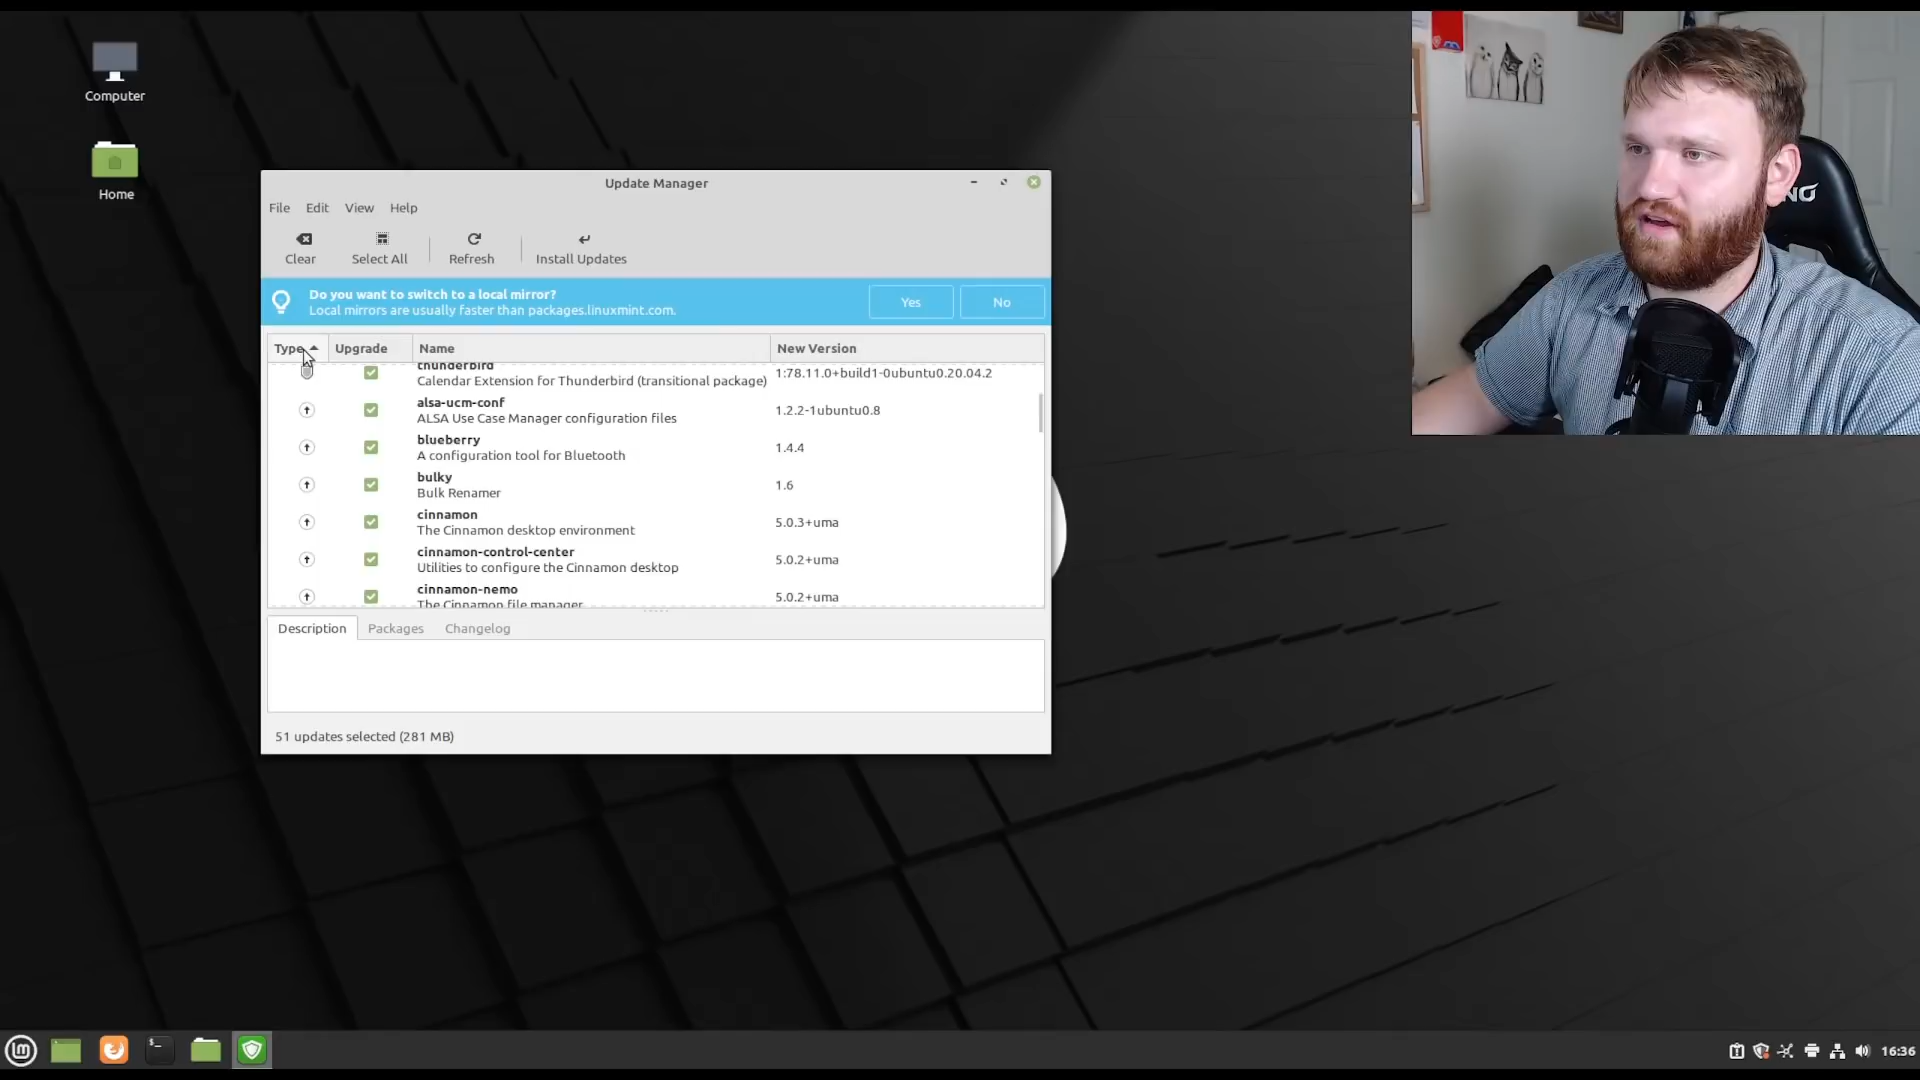 Computer
Home
Update Manager
File Edit View Help
Clear Select All Refresh Install Updates
Do you want to switch to a local mirror?
Local mirrors are usually faster than packages.linuxmint.com.
Yes No
Type Upgrade Name New Version
thunderbird
Calendar Extension for Thunderbird (transitional package) 1:78.11.0+build1-0ubuntu0.20.04.2
alsa-ucm-conf
ALSA Use Case Manager configuration files 1.2.2-1ubuntu0.8
blueberry
A configuration tool for Bluetooth 1.4.4
bulky
Bulk Renamer 1.6
cinnamon
The Cinnamon desktop environment 5.0.3+uma
cinnamon-control-center
Utilities to configure the Cinnamon desktop 5.0.2+uma
cinnamon-nemo
The Cinnamon file manager 5.0.2+uma
Description Packages Changelog
51 updates selected (281 MB)
16:36